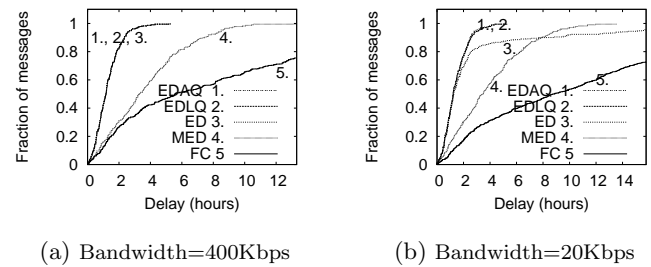 Fraction of messages
1
0.8
0.6
0.4
0.2
0
1., 2., 3.
4.
5.
EDAQ 1.
EDLQ 2.
ED 3.
MED 4.
FC 5
0 2 4 6 8 10 12
Delay (hours)
(a) Bandwidth=400Kbps
Fraction of messages
1
0.8
0.6
0.4
0.2
0
1., 2.
3.
4.
5.
EDAQ 1.
EDLQ 2.
ED 3.
MED 4.
FC 5
0 2 4 6 8 10 12 14
Delay (hours)
(b) Bandwidth=20Kbps